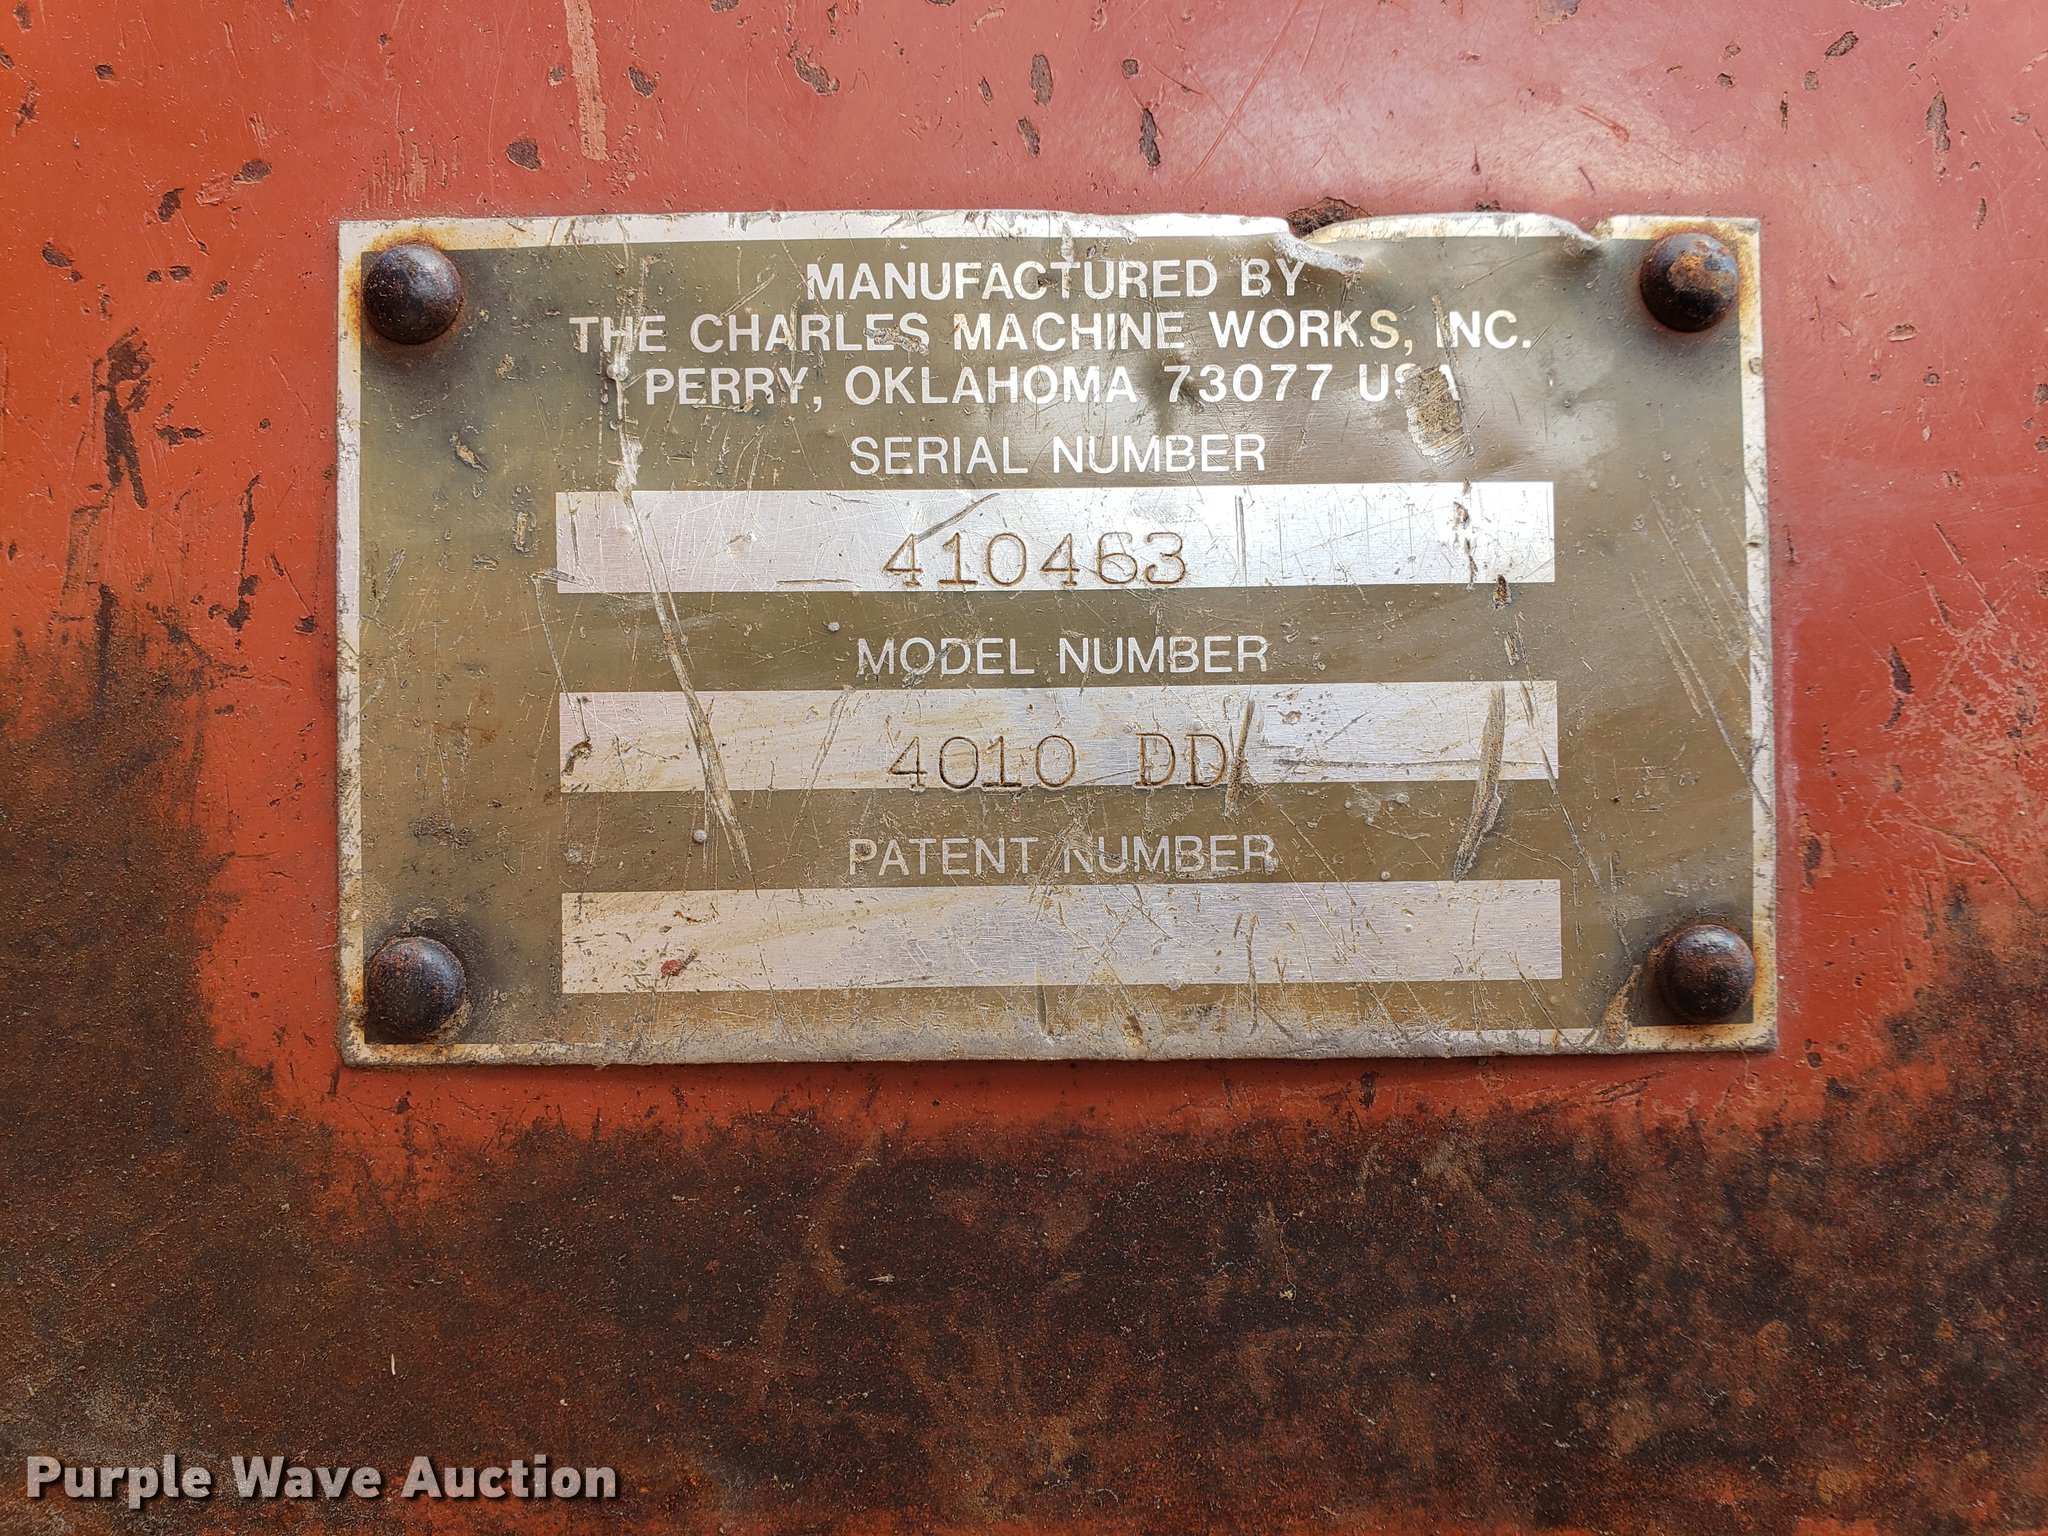 MANUFACTURED BY
THE CHARLES MACHINE WORKS, INC.
PERRY, OKLAHOMA 73077 USA
SERIAL NUMBER
410463
MODEL NUMBER
4010 DD
PATENT NUMBER
Purple Wave Auction